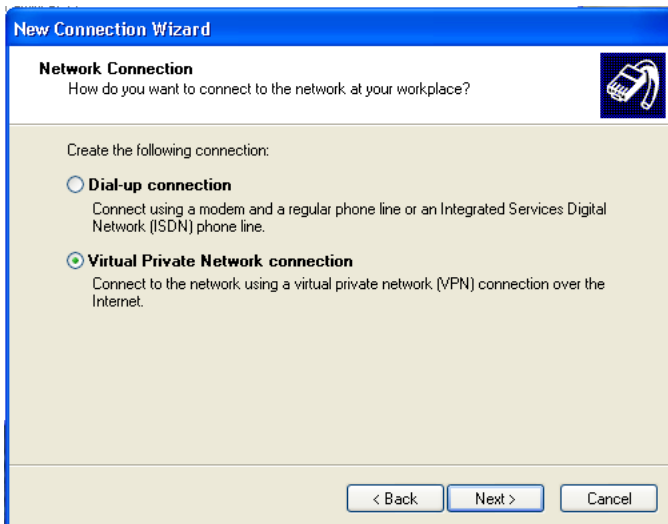 New Connection Wizard
Network Connection
How do you want to connect to the network at your workplace?
Create the following connection:
Dial-up connection
Connect using a modem and a regular phone line or an Integrated Services Digital
Network (ISDN) phone line.
Virtual Private Network connection
Connect to the network using a virtual private network (VPN) connection over the
Internet.
< Back
Next >
Cancel